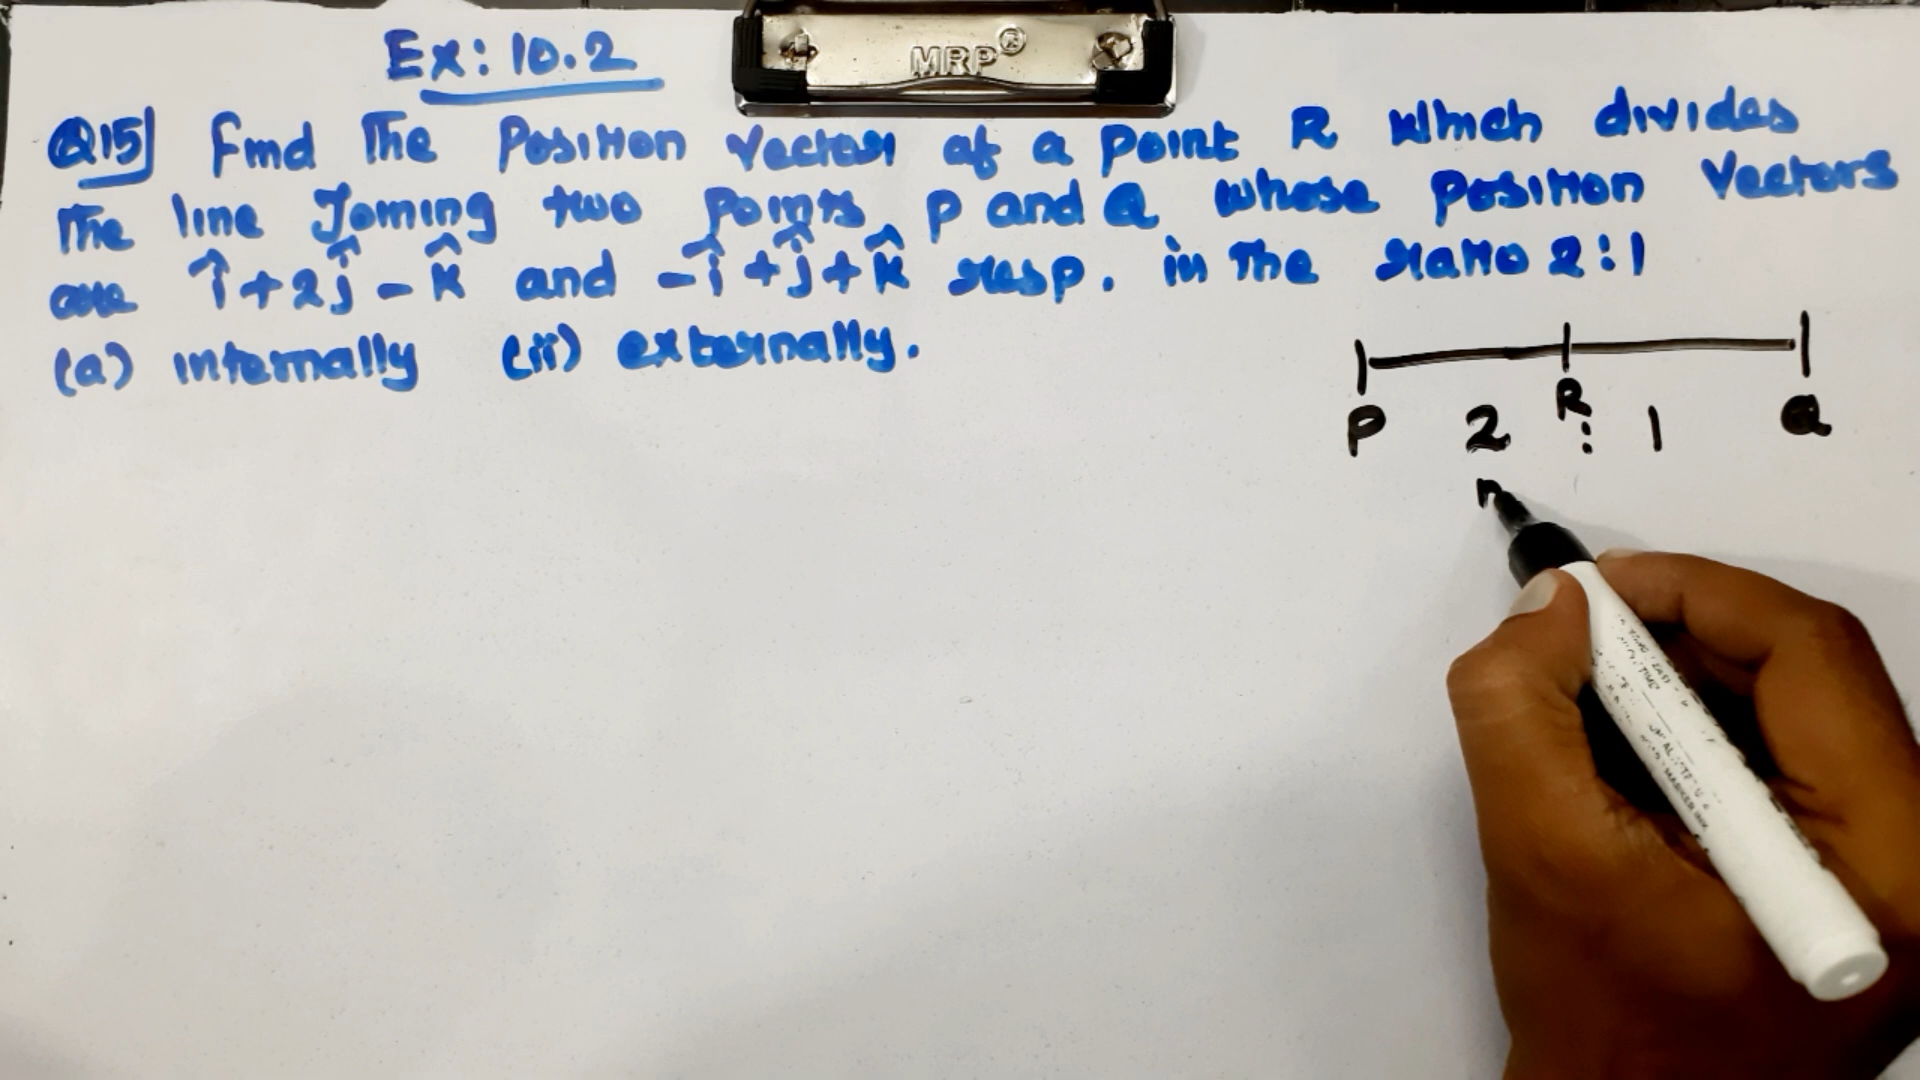 MRP®
Ex: 10.2
Q15] Find The Position vector of a point R which divides
The line Joining two points P and Q whose position vectors
are î+2ĵ-k̂ and -î+ĵ+k̂ resp. in The ratio 2:1
(a) internally (ii) externally.
P 2 R : 1 Q